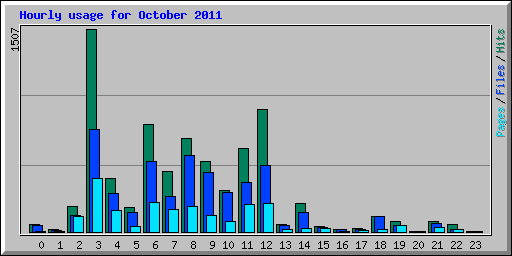 Hourly usage for October 2011
1507
Pages/Files/Hits
0 1 2 3 4 5 6 7 8 9 10 11 12 13 14 15 16 17 18 19 20 21 22 23